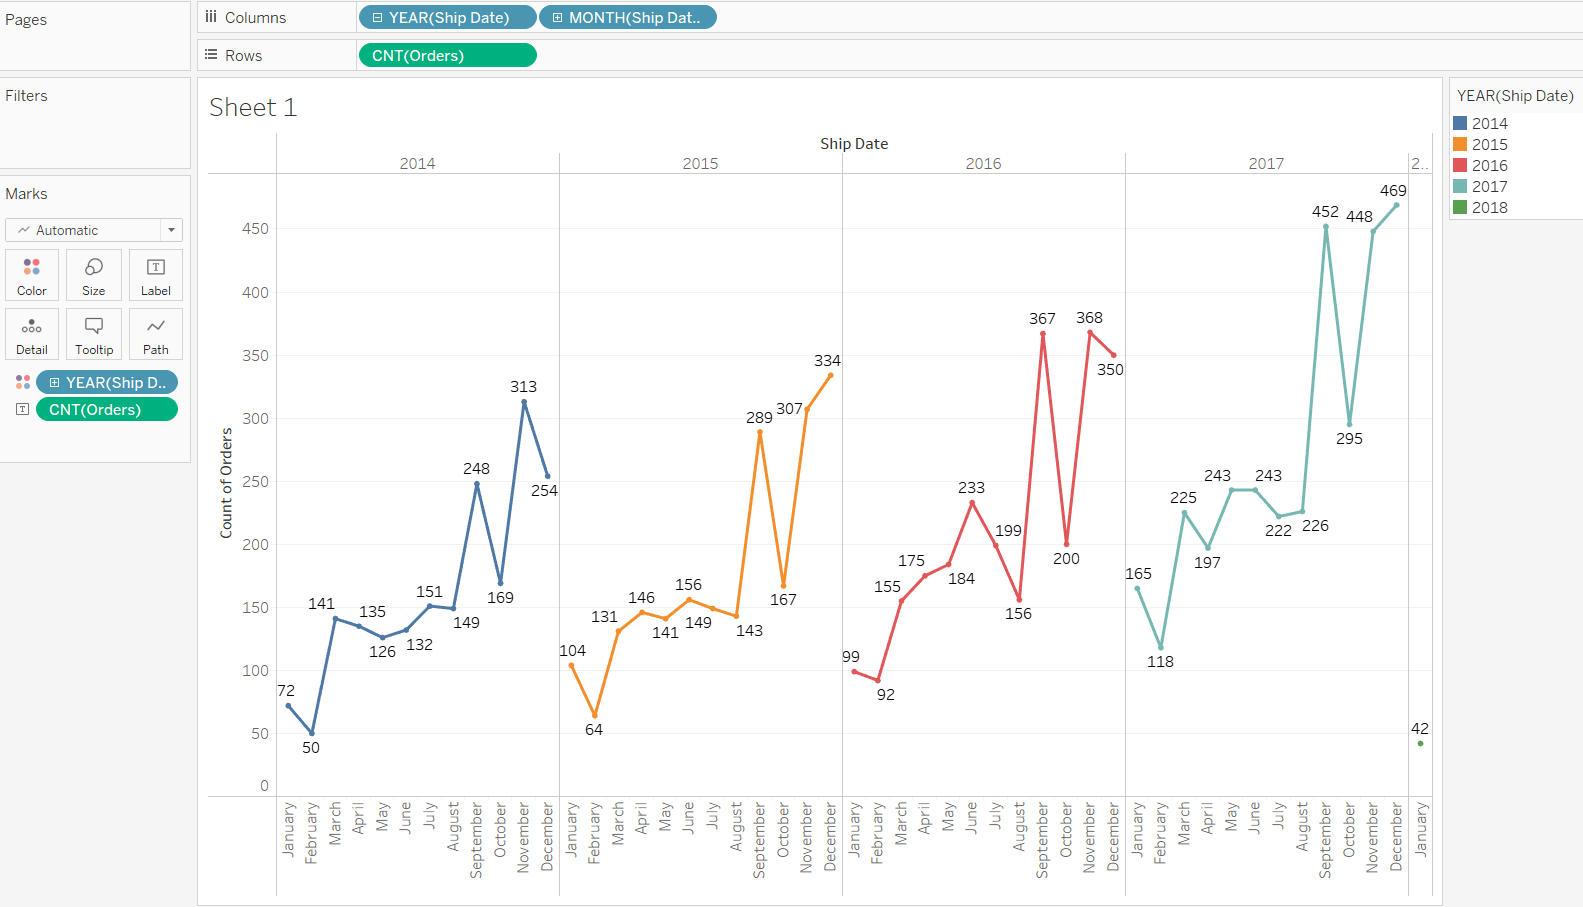 Pages
Columns
YEAR(Ship Date)
MONTH(Ship Dat..
Rows
CNT(Orders)
Filters
Marks
Automatic
Color
Size
Label
Detail
Tooltip
Path
YEAR(Ship D..
T
CNT(Orders)
Sheet 1
Ship Date
2014
2015
2016
2017
2..
Count of Orders
450
400
350
300
250
200
150
100
50
0
72
50
141
135
126
132
151
149
248
169
313
254
104
64
131
146
141
156
149
143
289
167
307
334
99
92
155
175
184
233
199
156
367
200
368
350
165
118
225
197
243
243
222
226
452
295
448
469
42
January
February
March
April
May
June
July
August
September
October
November
December
January
February
March
April
May
June
July
August
September
October
November
December
January
February
March
April
May
June
July
August
September
October
November
December
January
February
March
April
May
June
July
August
September
October
November
December
January
YEAR(Ship Date)
2014
2015
2016
2017
2018